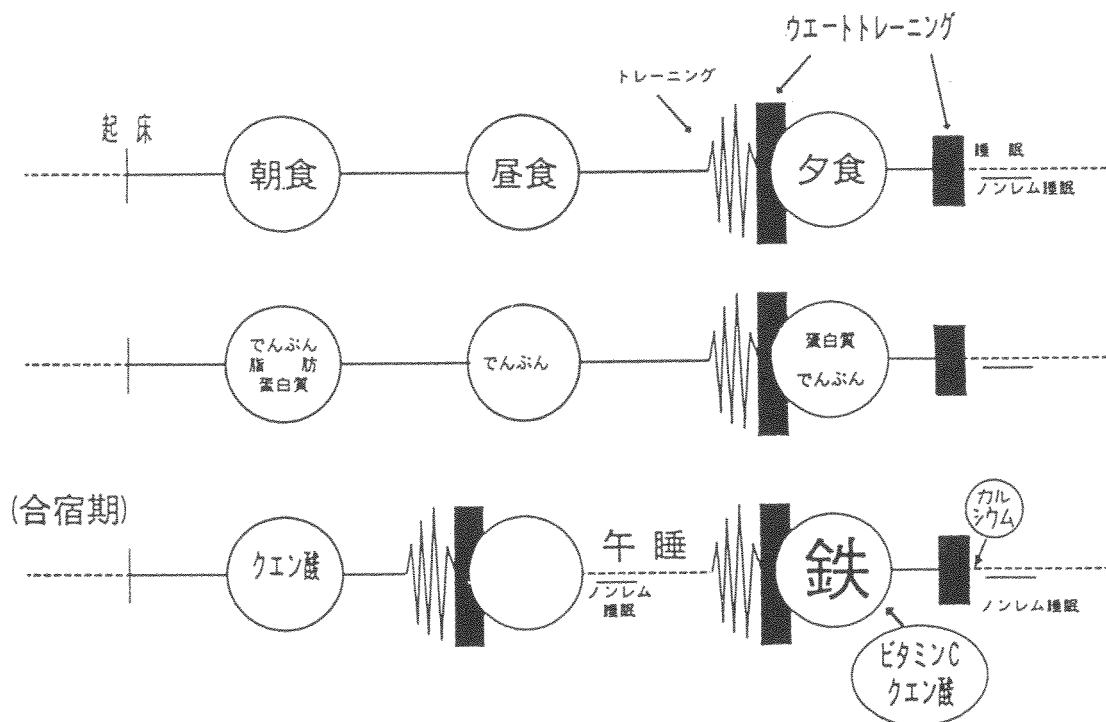 ウエートトレーニング
トレーニング
起床
朝食
昼食
夕食
睡眠
ノンレム睡眠
でんぷん
脂肪
蛋白質
でんぷん
蛋白質
でんぷん
(合宿期)
クエン酸
午睡
ノンレム
睡眠
鉄
カル
シウム
ノンレム睡眠
ビタミンC
クエン酸